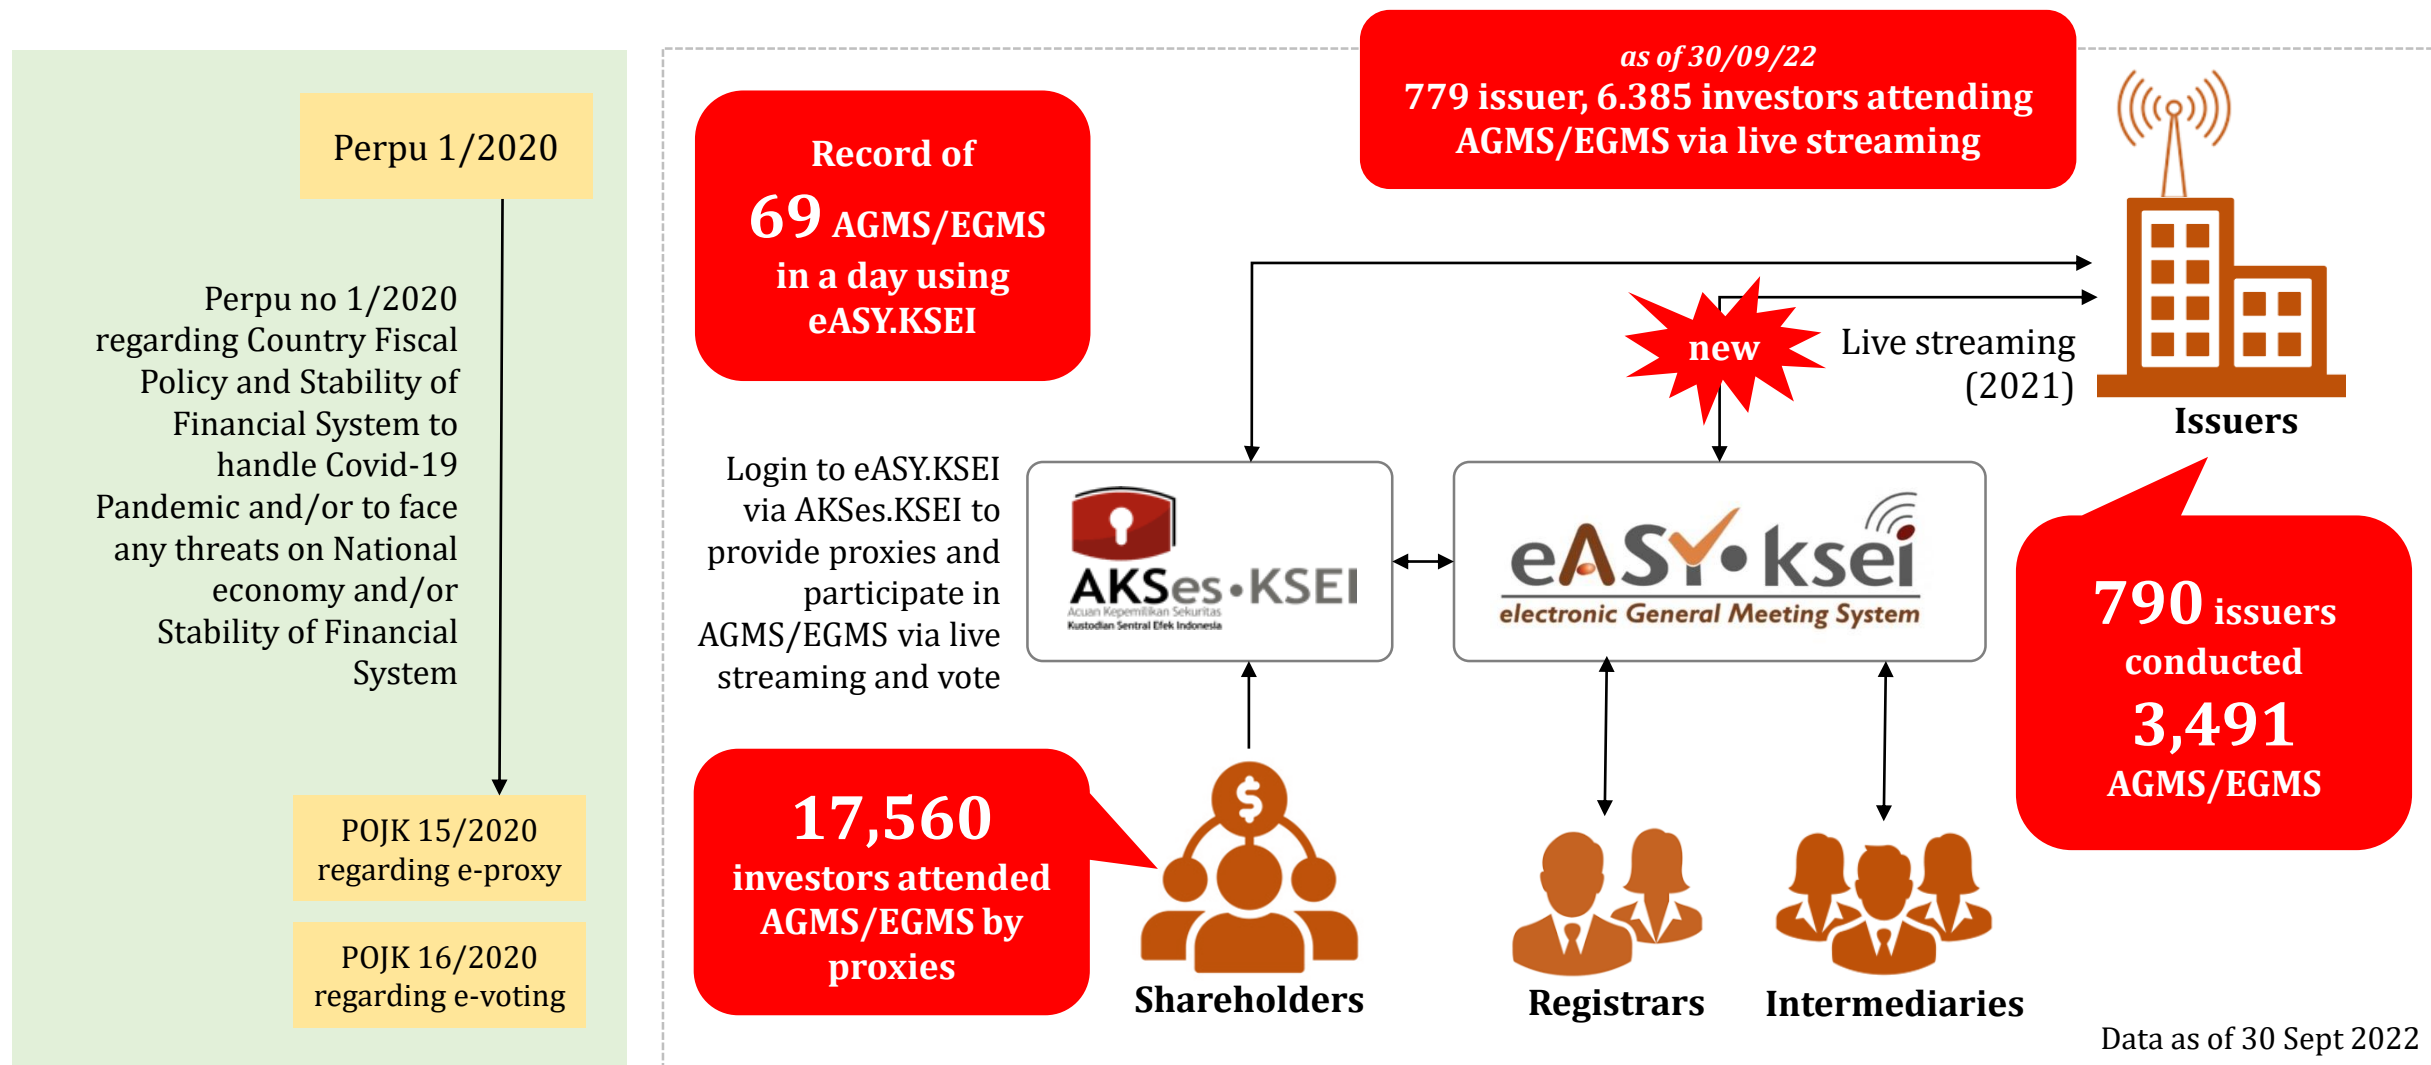 Perpu 1/2020
Perpu no 1/2020
regarding Country Fiscal
Policy and Stability of
Financial System to
handle Covid-19
Pandemic and/or to face
any threats on National
economy and/or
Stability of Financial
System
POJK 15/2020
regarding e-proxy
POJK 16/2020
regarding e-voting
Record of
69 AGMS/EGMS
in a day using
eASY.KSEI
as of 30/09/22
779 issuer, 6.385 investors attending
AGMS/EGMS via live streaming
new
Live streaming
(2021)
Issuers
Login to eASY.KSEI
via AKSes.KSEI to
provide proxies and
participate in
AGMS/EGMS via live
streaming and vote
AKSes•KSEI
Acuan Kepemilikan Sekuritas
Kustodian Sentral Efek Indonesia
eASY•ksei
electronic General Meeting System
790 issuers
conducted
3,491
AGMS/EGMS
17,560
investors attended
AGMS/EGMS by
proxies
$
Shareholders
Registrars
Intermediaries
Data as of 30 Sept 2022